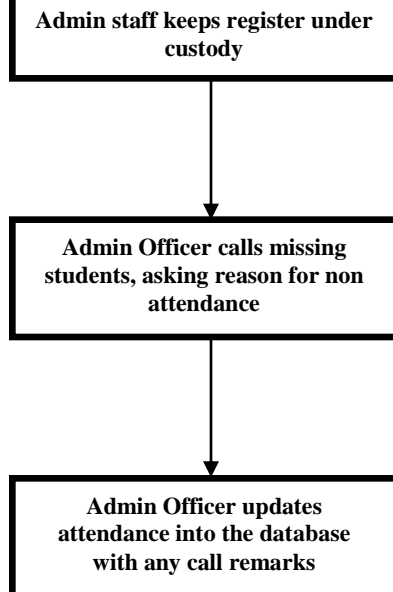 Admin staff keeps register under
custody
Admin Officer calls missing
students, asking reason for non
attendance
Admin Officer updates
attendance into the database
with any call remarks